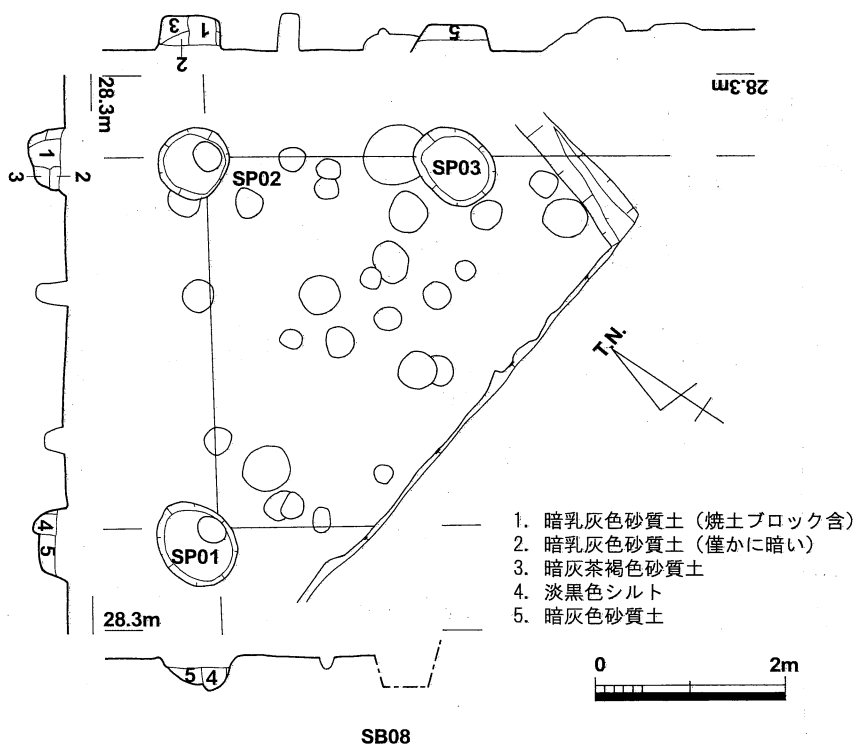 3 1
2
5
28.3m
28.3m
1
3 2
SP02
SP03
T.N.
4
5
SP01
28.3m
5 4
1. 暗乳灰色砂質土（焼土ブロック含）
2. 暗乳灰色砂質土（僅かに暗い）
3. 暗灰茶褐色砂質土
4. 淡黒色シルト
5. 暗灰色砂質土
0 2m
SB08